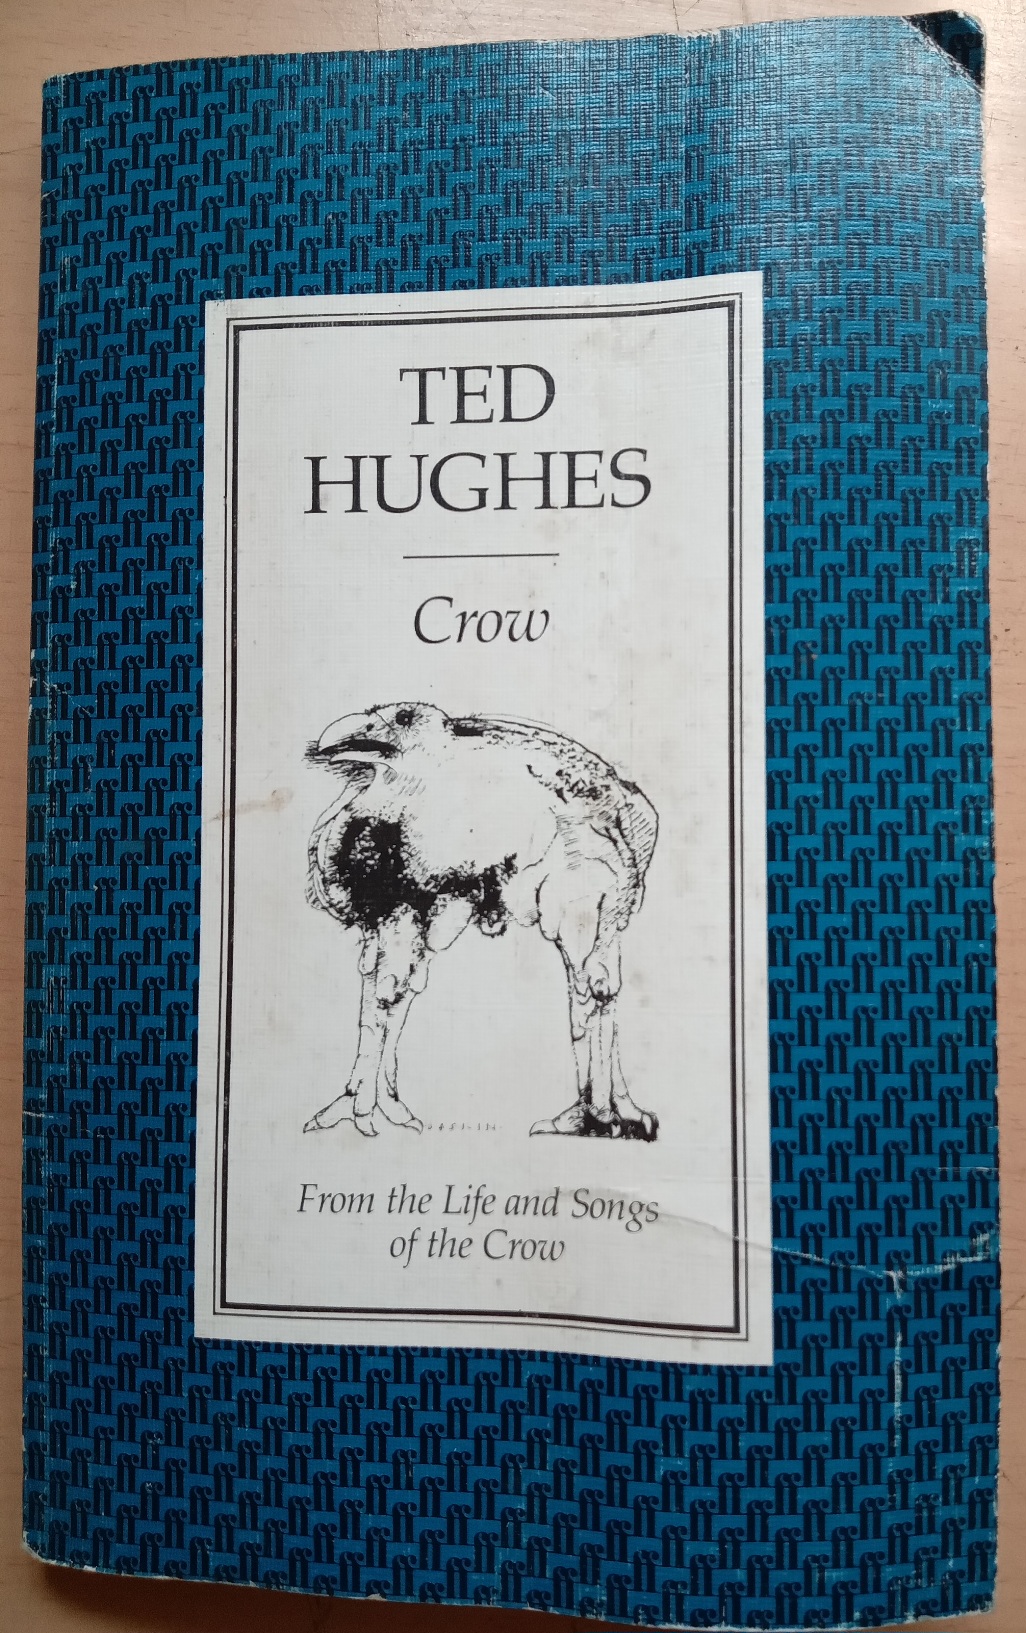 TED
HUGHES
Crow
From the Life and Songs
of the Crow